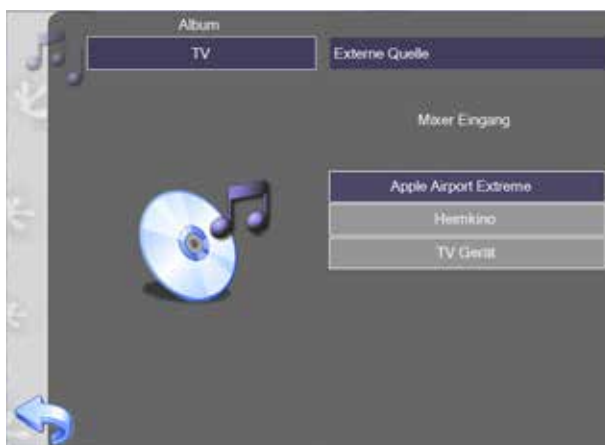 Album
TV
Externe Quelle
Mixer Eingang
Apple Airport Extreme
Heimkino
TV Gerät